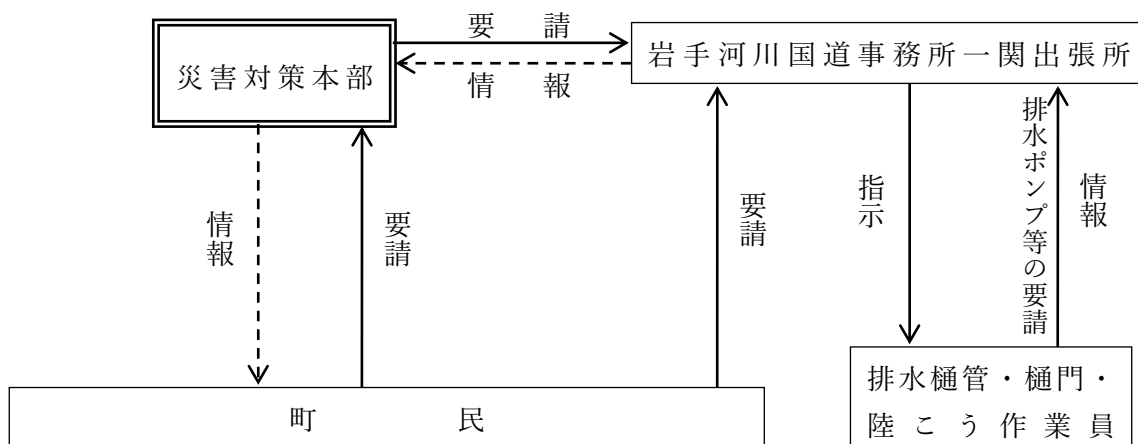 要請
災害対策本部
情報
岩手河川国道事務所一関出張所
情報
要請
要請
指示
排水ポンプ等の要請
情報
町民
排水樋管・樋門・
陸こう作業員